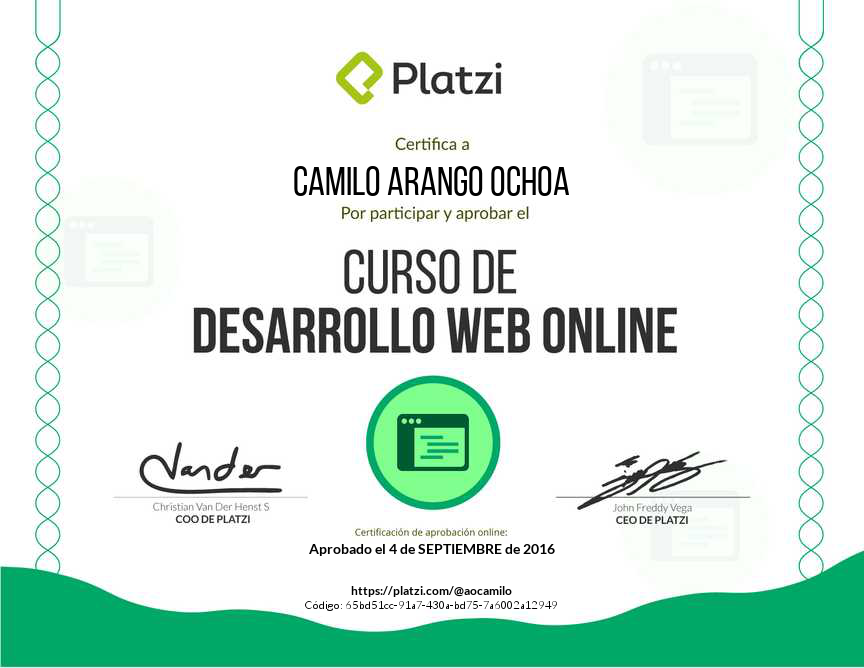 Platzi
Certifica a
CAMILO ARANGO OCHOA
Por participar y aprobar el
CURSO DE
DESARROLLO WEB ONLINE
Vander
Christian Van Der Henst S
COO DE PLATZI
John Freddy Vega
CEO DE PLATZI
Certificación de aprobación online:
Aprobado el 4 de SEPTIEMBRE de 2016
https://platzi.com/@aocamilo
Código: 65bd51cc-91a7-430a-bd75-7a6002a12949